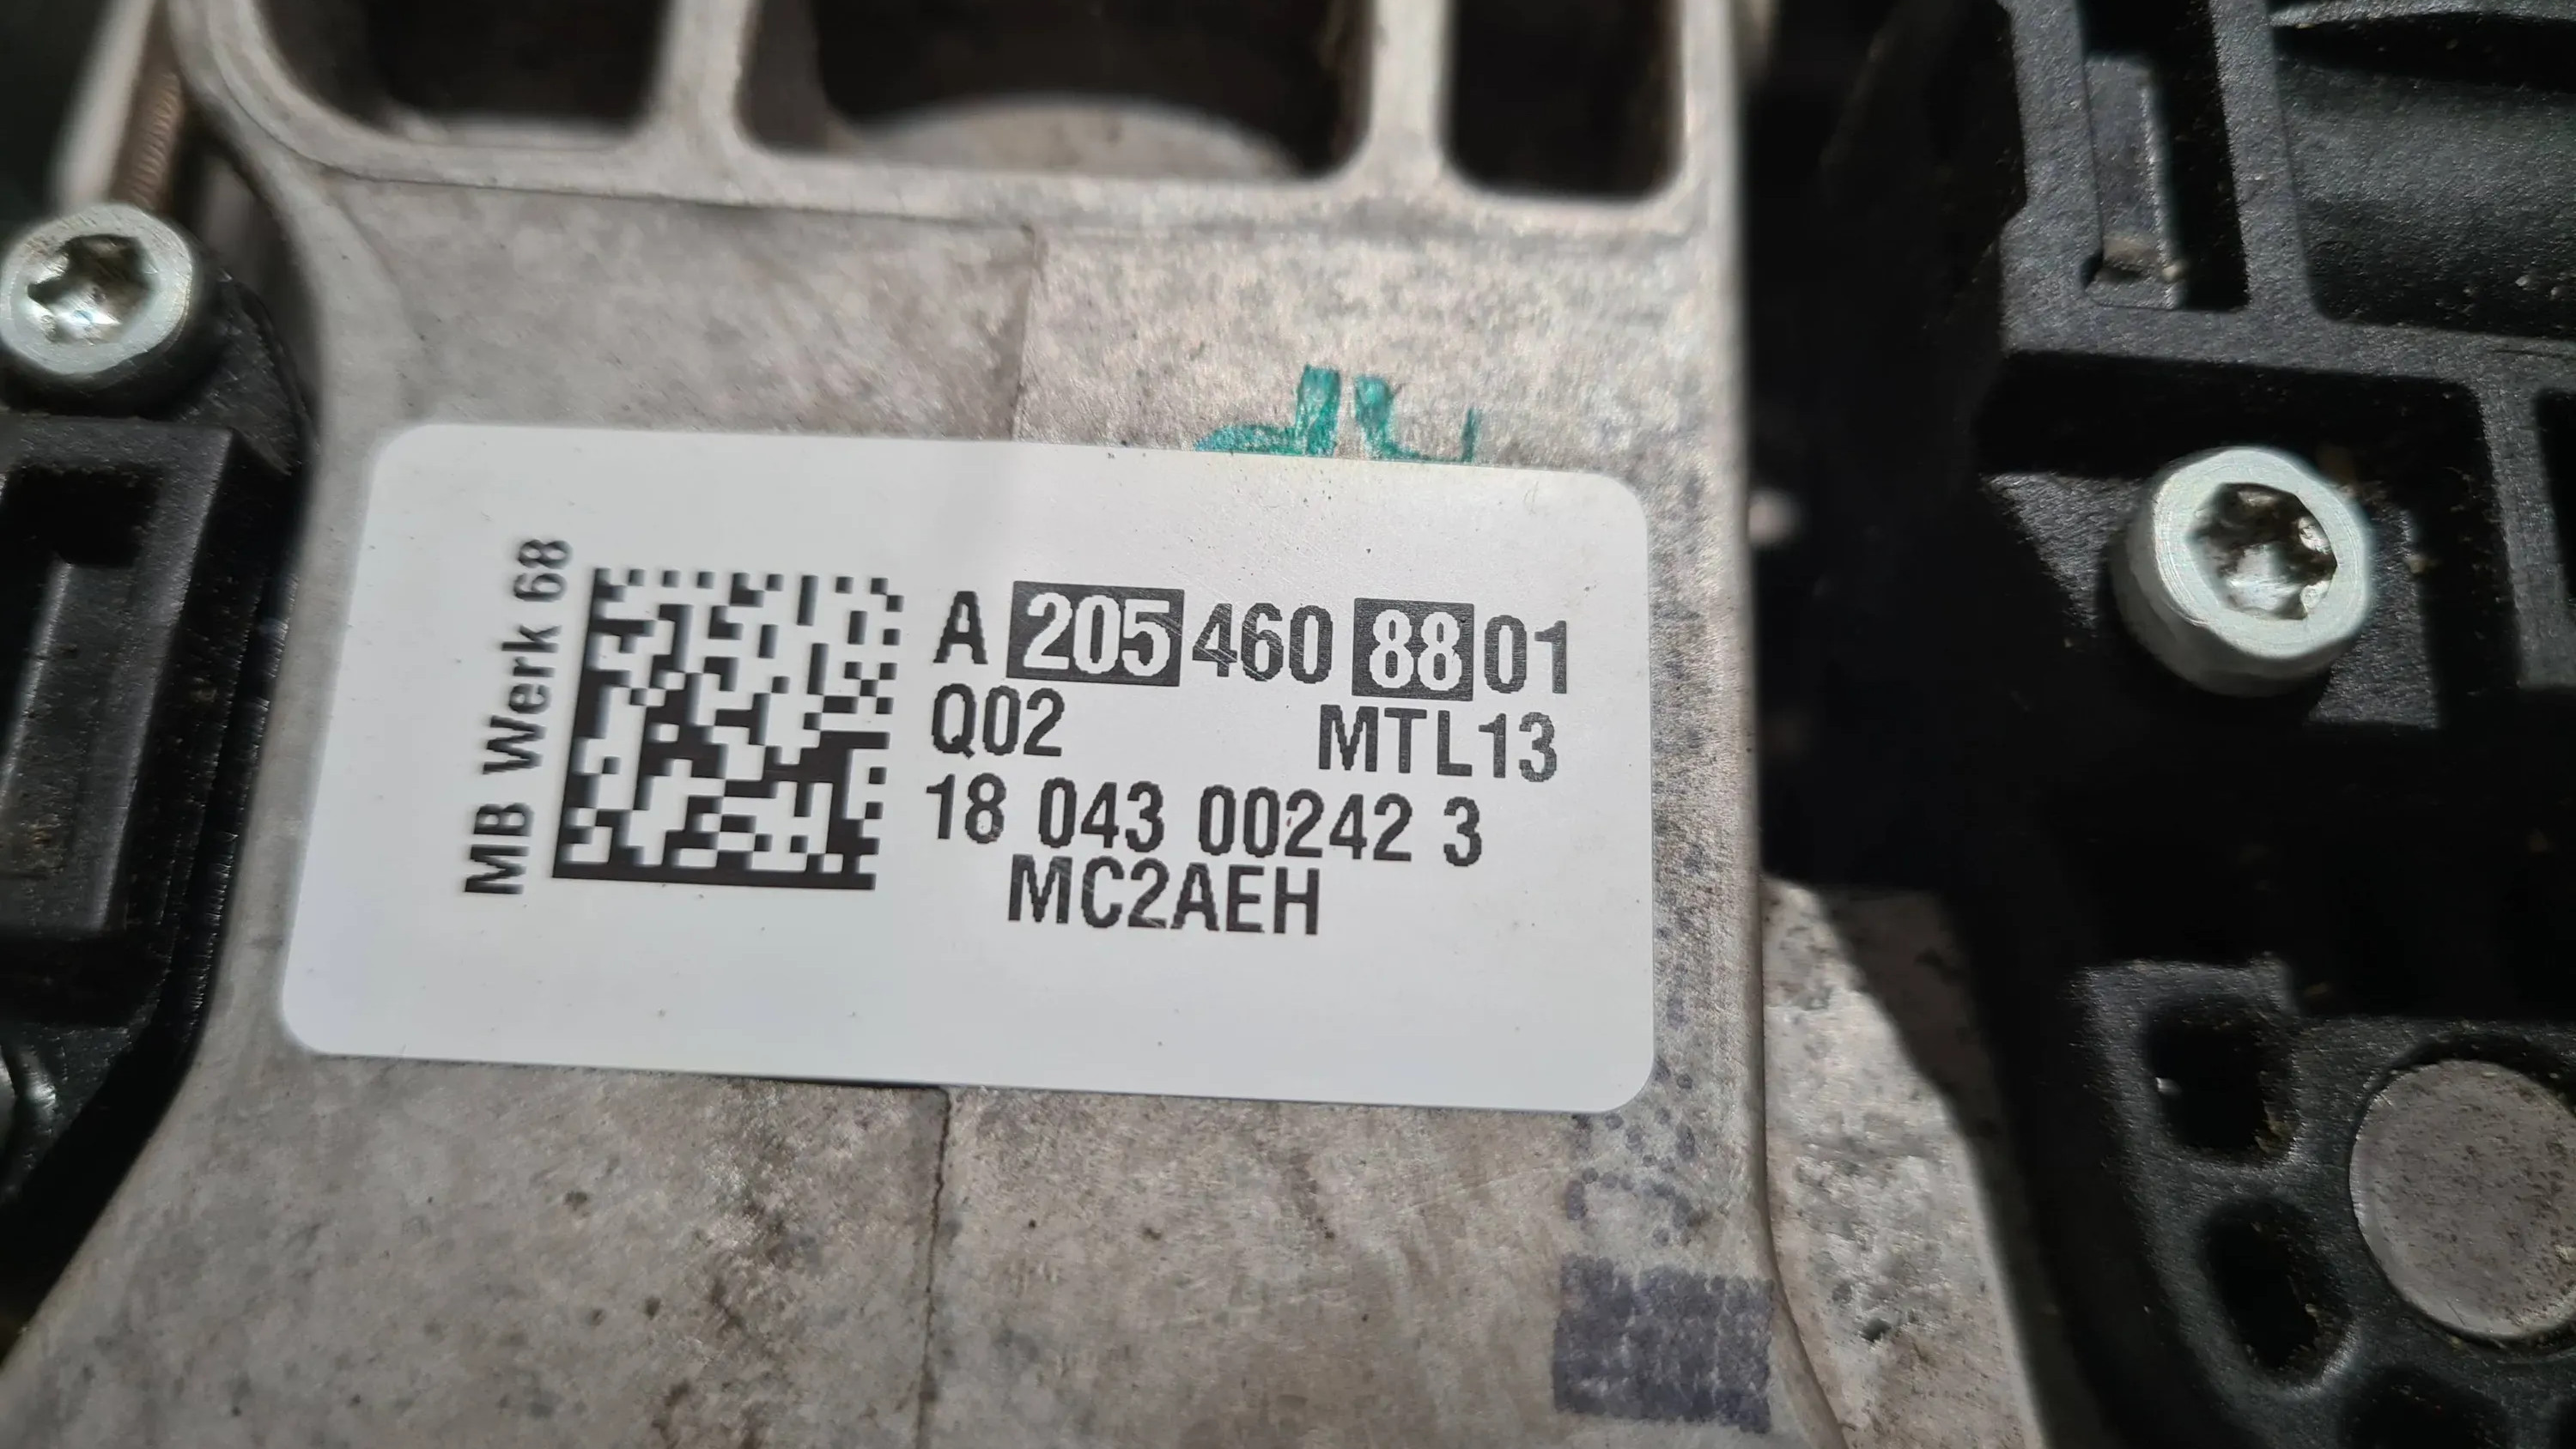 MB Werk 68
A 205 460 88 01
Q02 MTL13
18 043 00242 3
MC2AEH